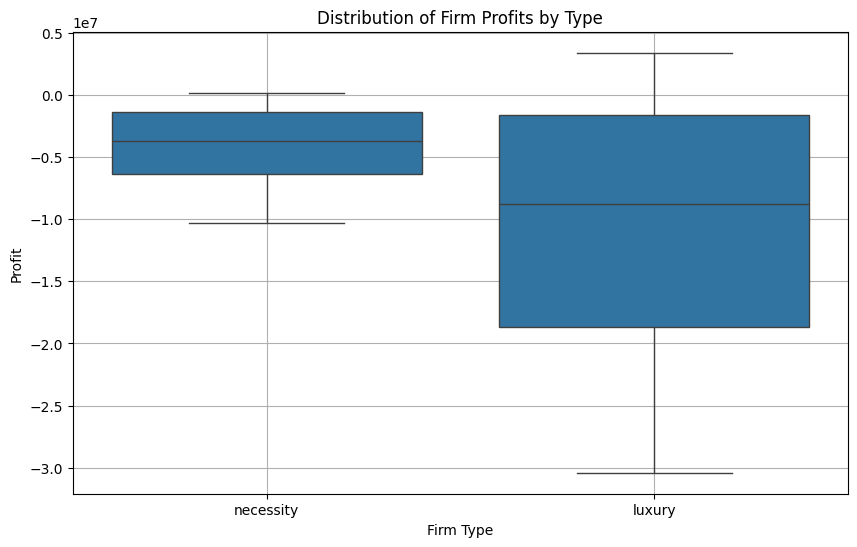 Distribution of Firm Profits by Type
1e7
0.5
0.0
−0.5
−1.0
−1.5
−2.0
−2.5
−3.0
Profit
necessity
luxury
Firm Type